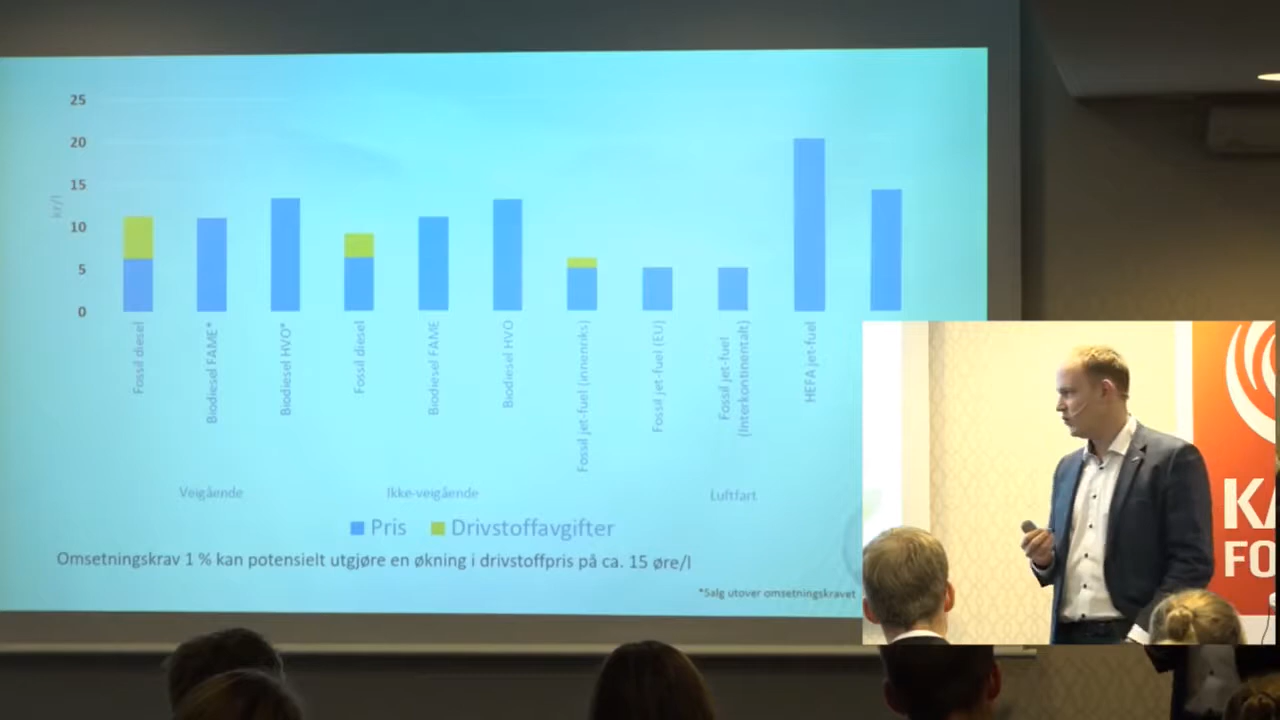 25
20
15
10
5
0
kr/l
Fossil diesel
Biodiesel FAME*
Biodiesel HVO*
Fossil diesel
Biodiesel FAME
Biodiesel HVO
Fossil jet-fuel (innenriks)
Fossil jet-fuel (EU)
Fossil jet-fuel
(Interkontinentalt)
HEFA jet-fuel
Veigående
Ikke-veigående
Luftfart
Pris
Drivstoffavgifter
Omsetningskrav 1 % kan potensielt utgjøre en økning i drivstoffpris på ca. 15 øre/l
*Salg utover omsetningskravet
KA
FO